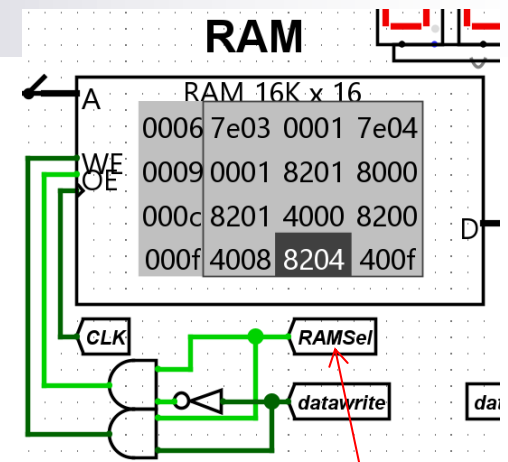 RAM
RAM 16K x 16
A
0006 7e03 0001 7e04
WE
0009 0001 8201 8000
OE
000c 8201 4000 8200
D
000f 4008 8204 400f
CLK
RAMSel
datawrite